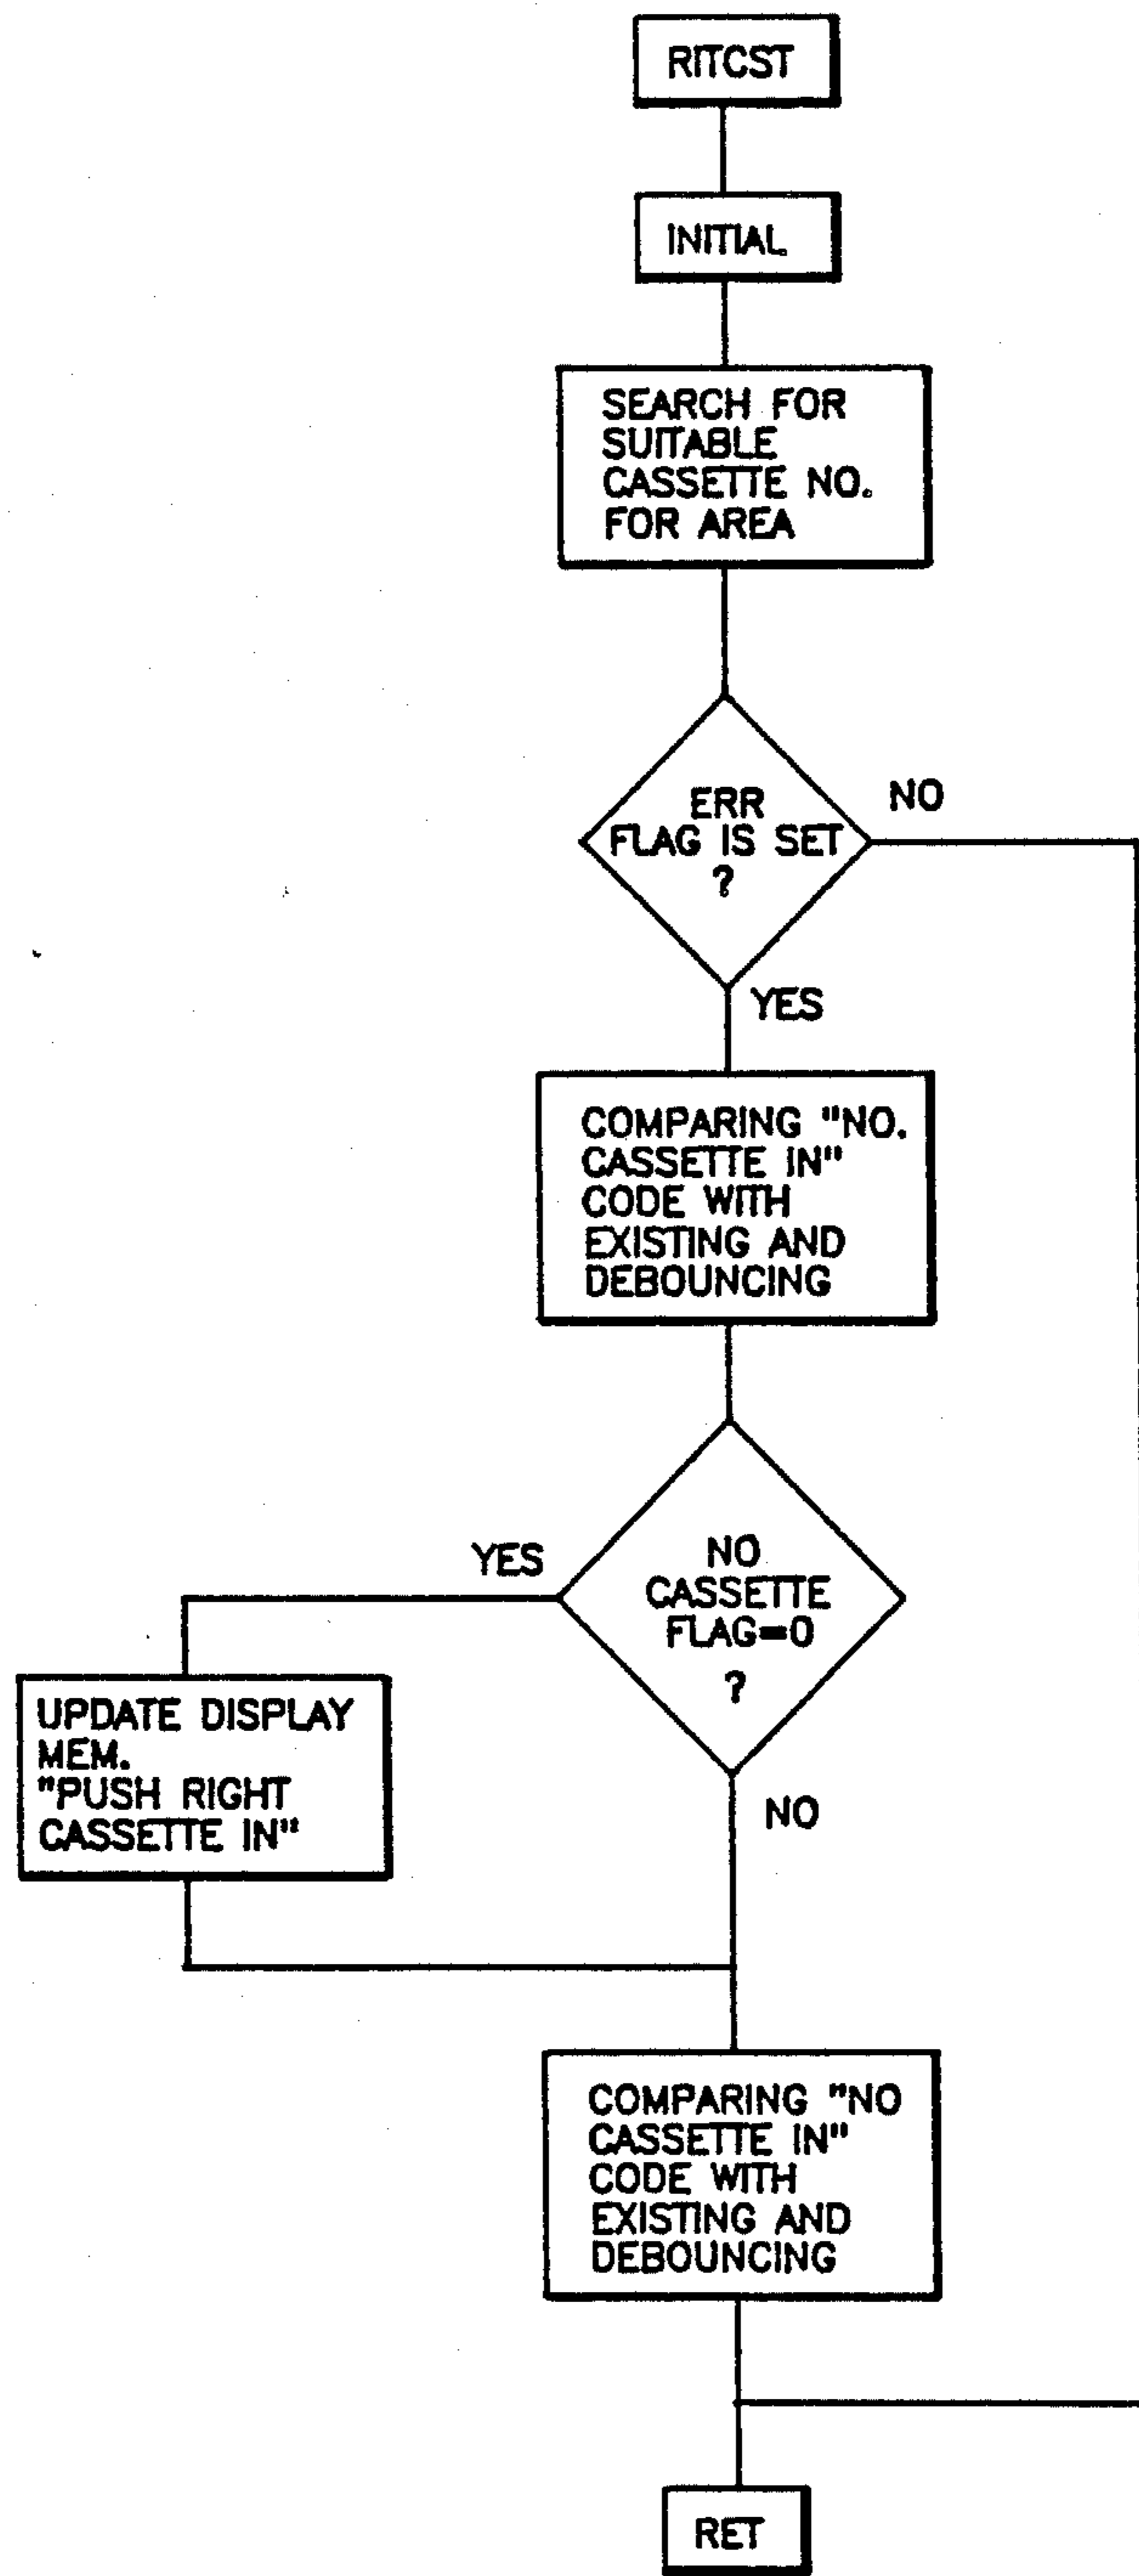 RITCST
INITIAL
SEARCH FOR
SUITABLE
CASSETTE NO.
FOR AREA
ERR
FLAG IS SET
?
NO
YES
COMPARING "NO.
CASSETTE IN"
CODE WITH
EXISTING AND
DEBOUNCING
YES
NO
CASSETTE
FLAG=0
?
UPDATE DISPLAY
MEM.
"PUSH RIGHT
CASSETTE IN"
NO
COMPARING "NO
CASSETTE IN"
CODE WITH
EXISTING AND
DEBOUNCING
RET